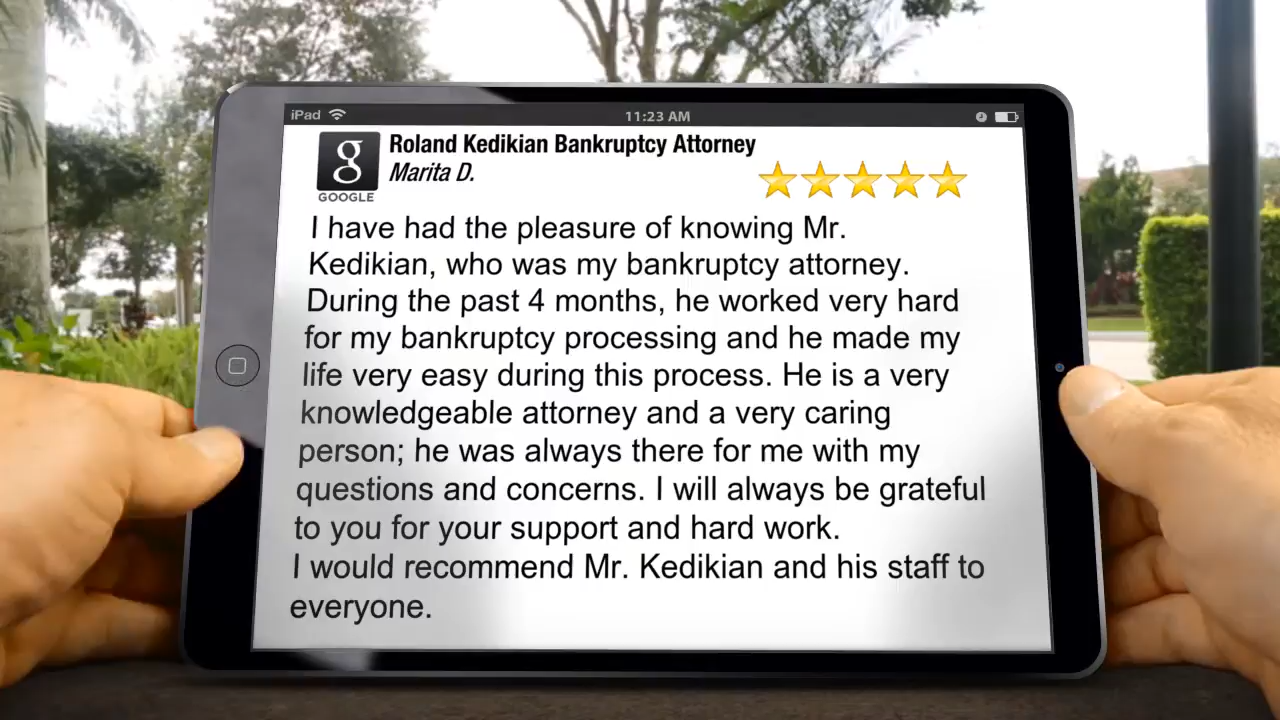 iPad 11:23 AM
g
GOOGLE
Roland Kedikian Bankruptcy Attorney
Marita D.
I have had the pleasure of knowing Mr.
Kedikian, who was my bankruptcy attorney.
During the past 4 months, he worked very hard
for my bankruptcy processing and he made my
life very easy during this process. He is a very
knowledgeable attorney and a very caring
person; he was always there for me with my
questions and concerns. I will always be grateful
to you for your support and hard work.
I would recommend Mr. Kedikian and his staff to
everyone.